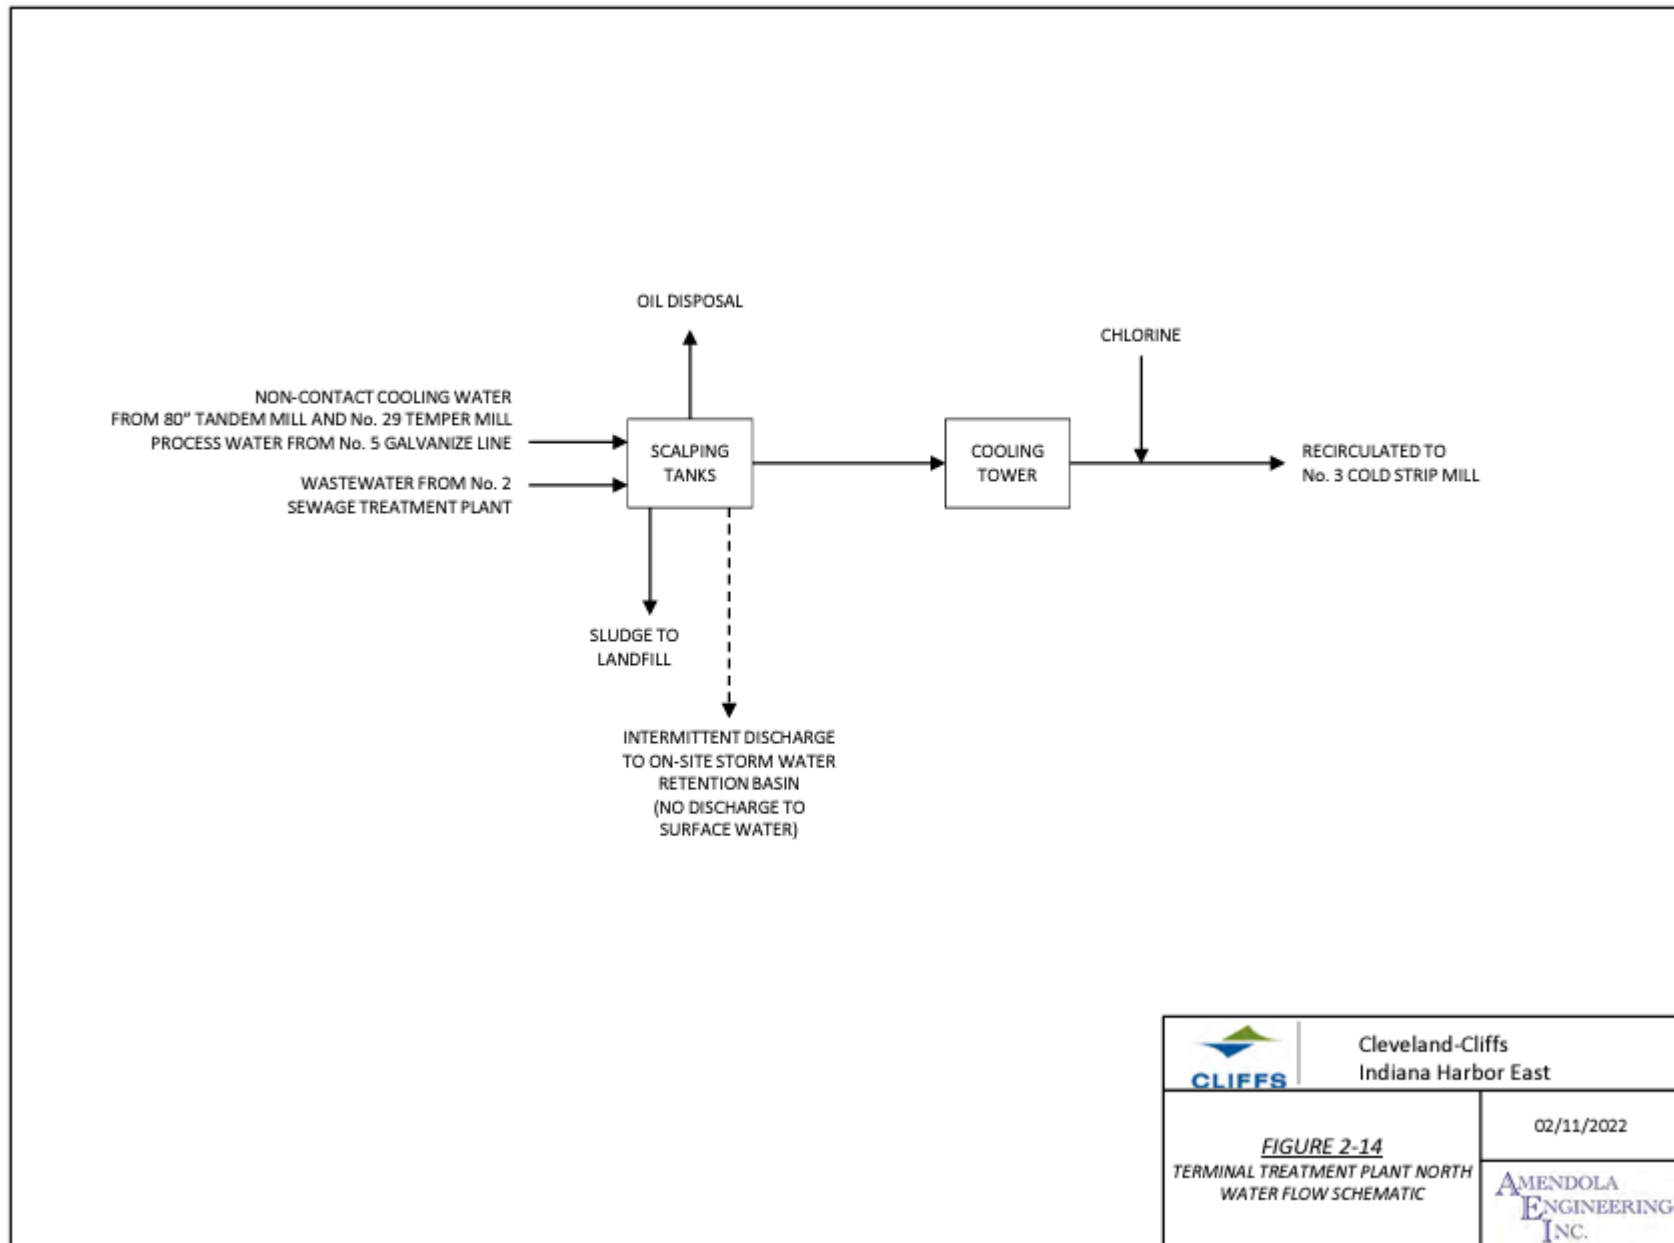 OIL DISPOSAL
CHLORINE
NON-CONTACT COOLING WATER
FROM 80” TANDEM MILL AND No. 29 TEMPER MILL
PROCESS WATER FROM No. 5 GALVANIZE LINE
WASTEWATER FROM No. 2
SEWAGE TREATMENT PLANT
SCALPING
TANKS
COOLING
TOWER
RECIRCULATED TO
No. 3 COLD STRIP MILL
SLUDGE TO
LANDFILL
INTERMITTENT DISCHARGE
TO ON-SITE STORM WATER
RETENTION BASIN
(NO DISCHARGE TO
SURFACE WATER)
CLIFFS
Cleveland-Cliffs
Indiana Harbor East
FIGURE 2-14
TERMINAL TREATMENT PLANT NORTH
WATER FLOW SCHEMATIC
02/11/2022
AMENDOLA
ENGINEERING
INC.